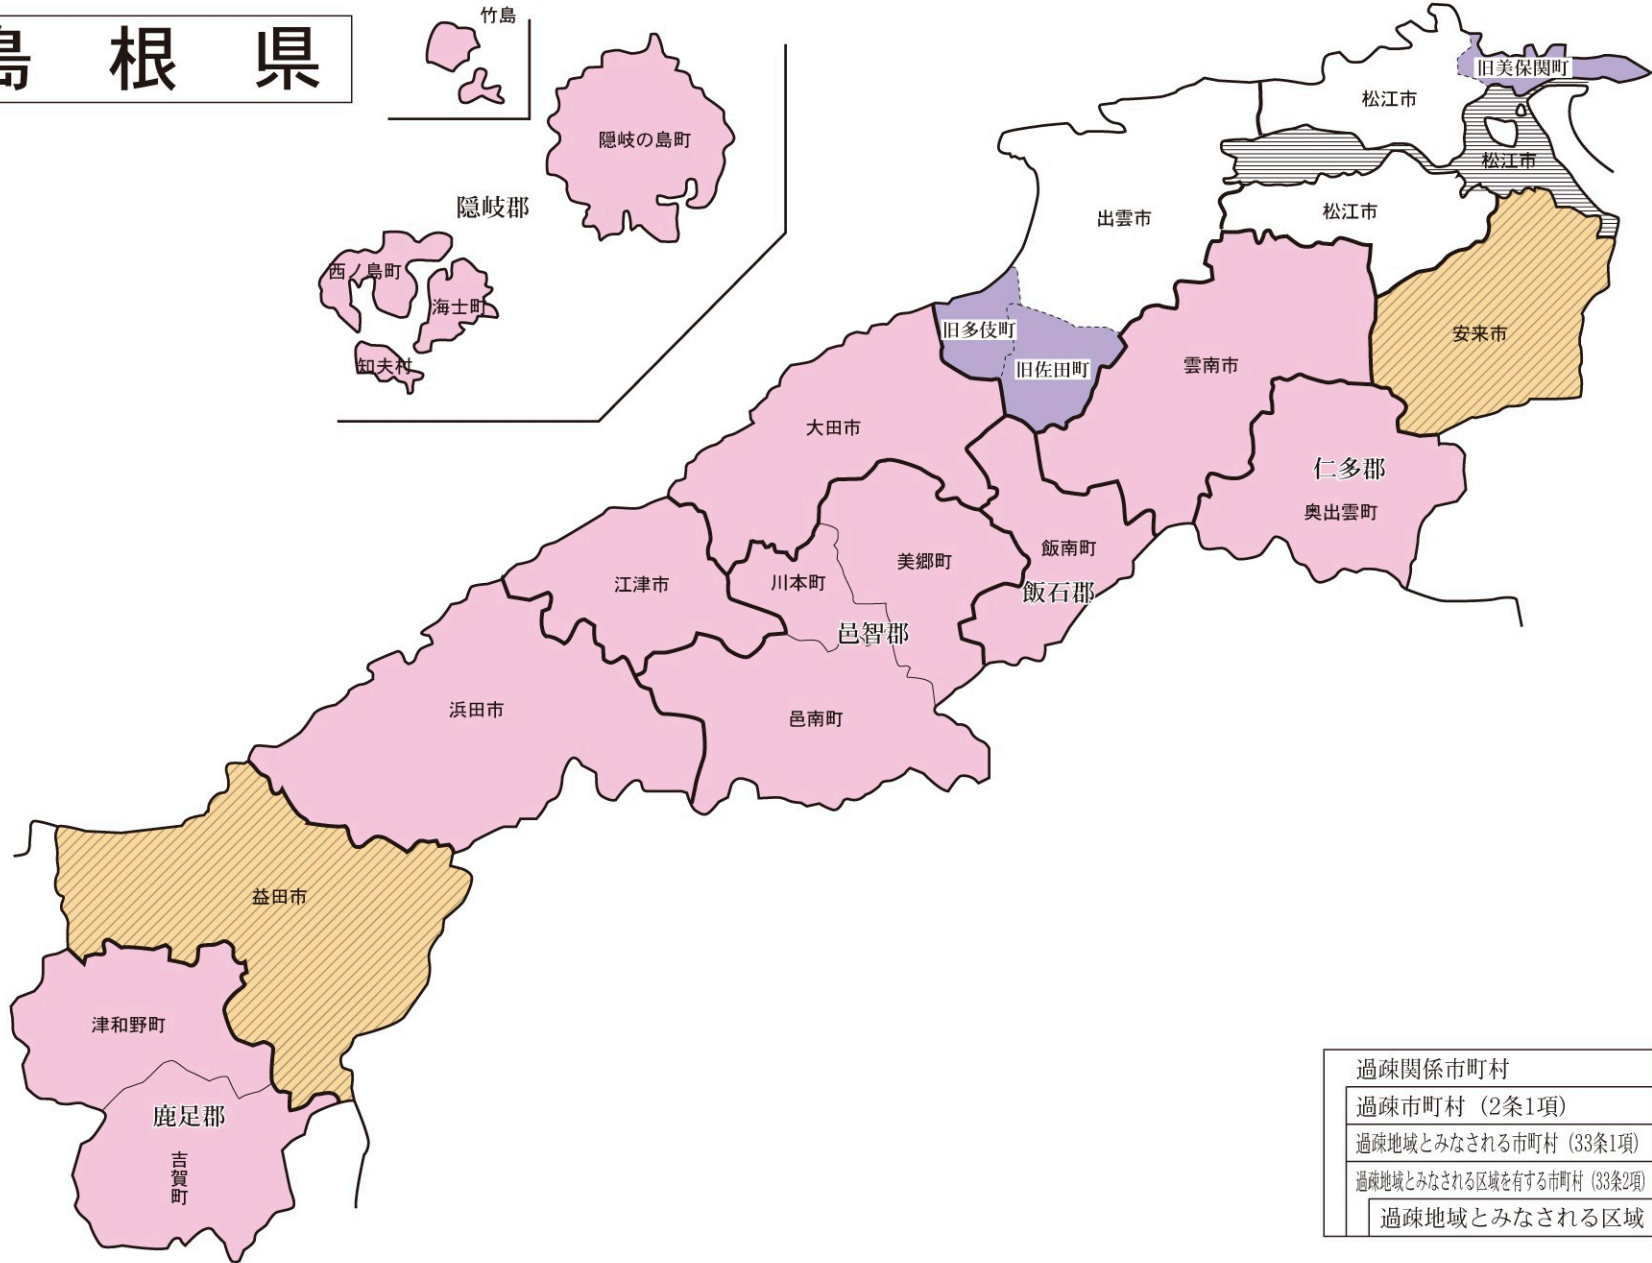 島 根 県
竹島
隠岐の島町
隠岐郡
西ノ島町
海士町
知夫村
旧美保関町
松江市
松江市
松江市
出雲市
安来市
旧多伎町
旧佐田町
雲南市
大田市
仁多郡
奥出雲町
飯南町
飯石郡
美郷町
川本町
江津市
邑智郡
浜田市
邑南町
益田市
津和野町
鹿足郡
吉賀町
過疎関係市町村
過疎市町村（2条1項）
過疎地域とみなされる市町村（33条1項）
過疎地域とみなされる区域を有する市町村（33条2項）
過疎地域とみなされる区域